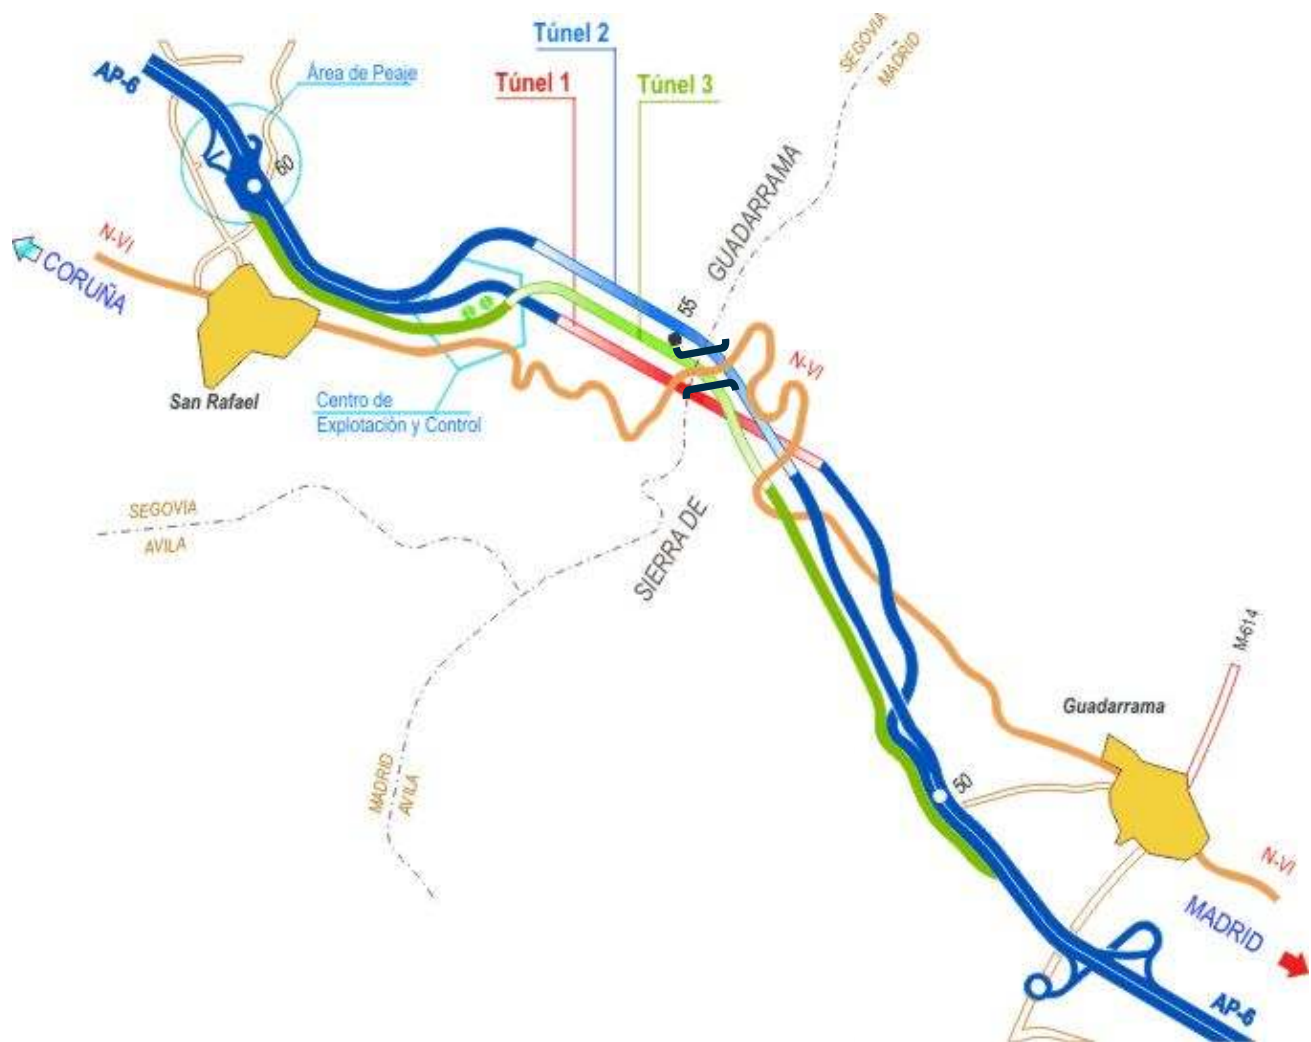 Túnel 2
SEGOVIA
MADRID
AP-6
Área de Peaje
Túnel 1
Túnel 3
60
GUADARRAMA
N-VI
CORUÑA
55
N-VI
San Rafael
Centro de
Explotación y Control
SEGOVIA
AVILA
SIERRA DE
M-614
Guadarrama
MADRID
AVILA
50
N-VI
MADRID
AP-6